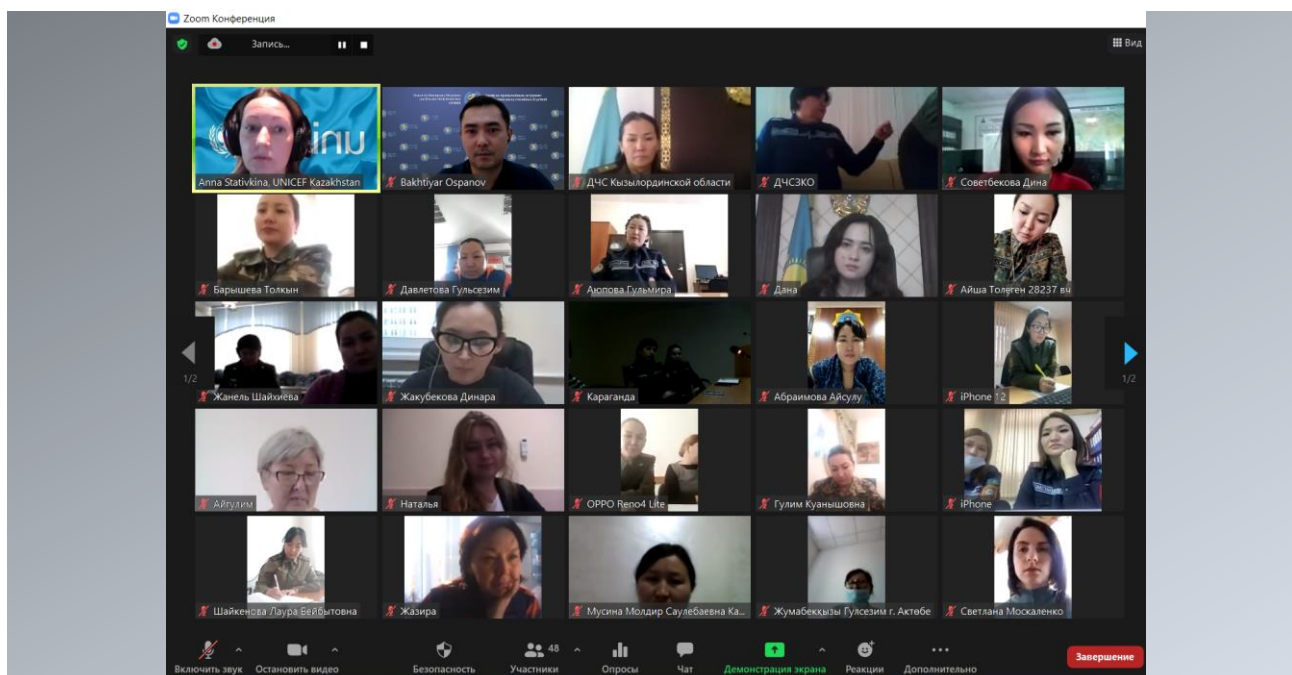 Zoom Конференция
Запись...
Вид
inu
Anna Stativkina, UNICEF Kazakhstan
Bakhtiyar Ospanov
ДЧС Кызылординской области
ДЧСЗКО
Советбекова Дина
Барышева Толкын
Давлетова Гульсезим
Аюпова Гульмира
Дана
Айша Толеген 28237 вч
1/2
Жанель Шайхиева
Жакубекова Динара
Караганда
Абраимова Айсулу
iPhone 12
1/2
Айгулим
Наталья
OPPO Reno4 Lite
Гулим Куанышовна
iPhone
Шайкенова Лаура Бейбытовна
Жазира
Мусина Молдир Саулебаевна Ка...
Жумабекқызы Гулсезим г. Актөбе
Светлана Москаленко
48
Включить звук
Остановить видео
Безопасность
Участники
Опросы
Чат
Демонстрация экрана
Реакции
Дополнительно
Завершение